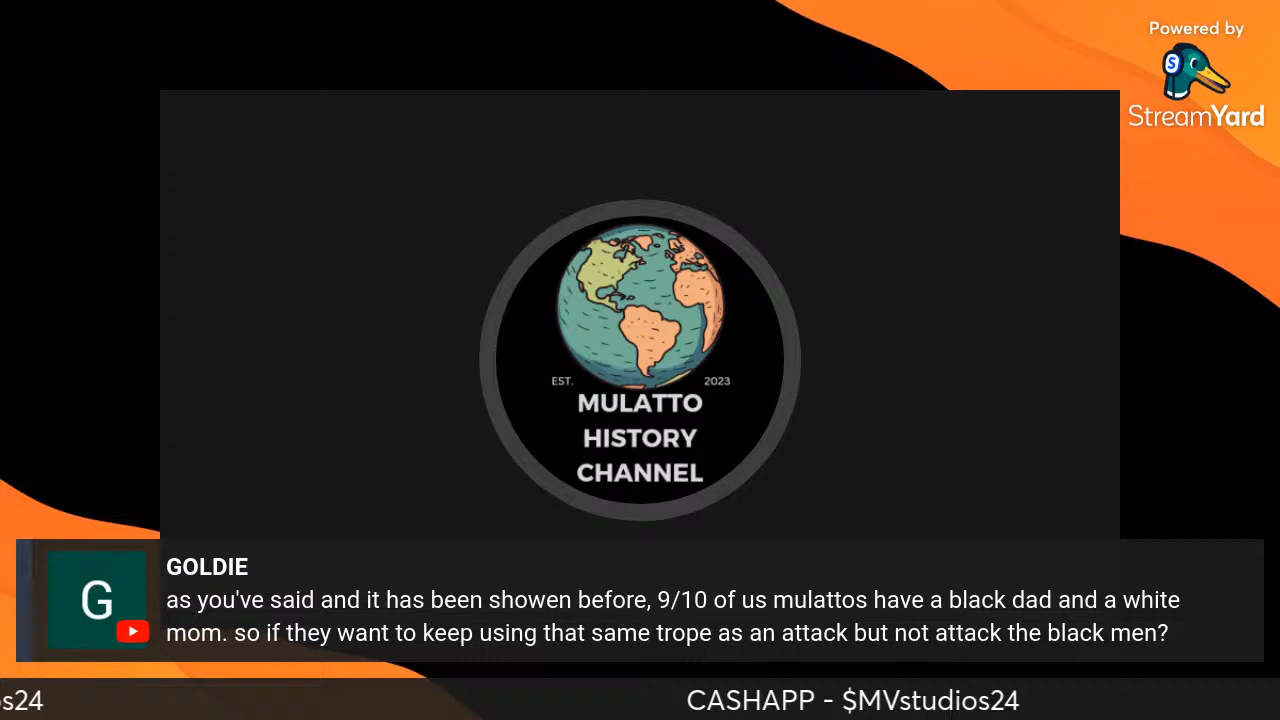 Powered by
S
StreamYard
EST. 2023
MULATTO
HISTORY
CHANNEL
G
GOLDIE
as you've said and it has been showen before, 9/10 of us mulattos have a black dad and a white
mom. so if they want to keep using that same trope as an attack but not attack the black men?
os24 CASHAPP - $MVstudios24